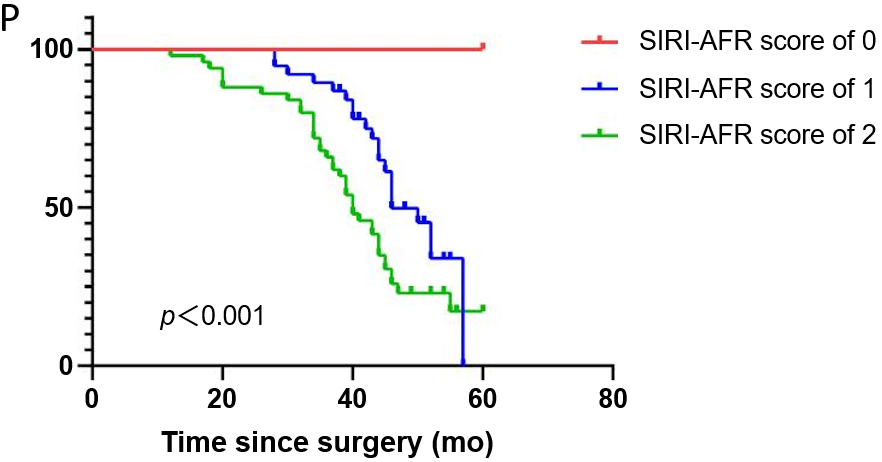 P
100
50
0
0 20 40 60 80
Time since surgery (mo)
p<0.001
SIRI-AFR score of 0
SIRI-AFR score of 1
SIRI-AFR score of 2